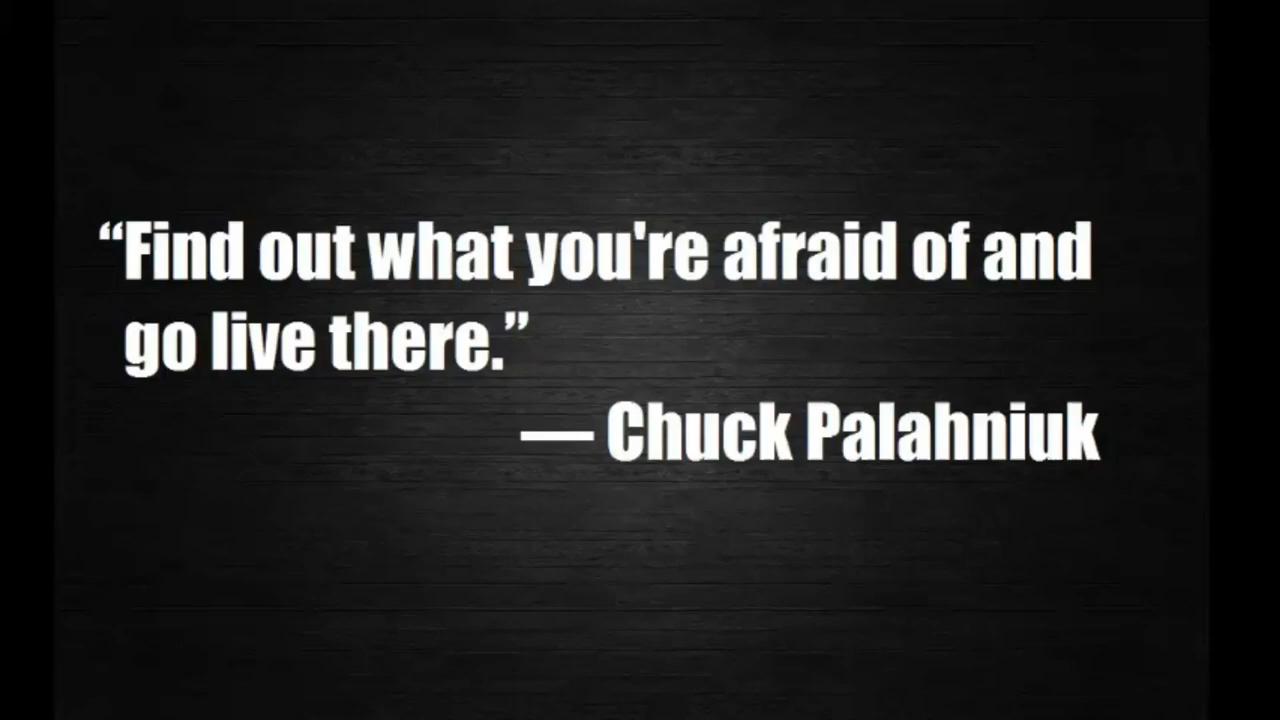 “Find out what you're afraid of and
go live there.”
— Chuck Palahniuk